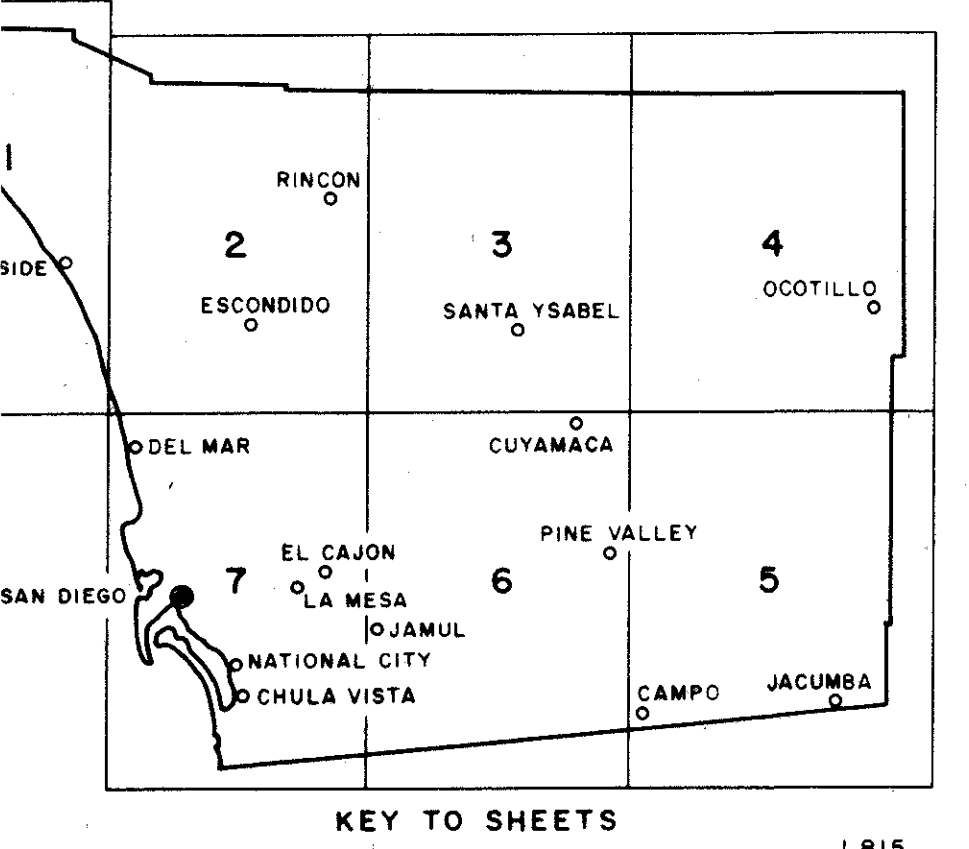 1
RINCON
2
3
4
SIDE
OCOTILLO
ESCONDIDO
SANTA YSABEL
DEL MAR
CUYAMACA
PINE VALLEY
EL CAJON
SAN DIEGO
7
6
5
LA MESA
JAMUL
NATIONAL CITY
CHULA VISTA
CAMPO
JACUMBA
KEY TO SHEETS